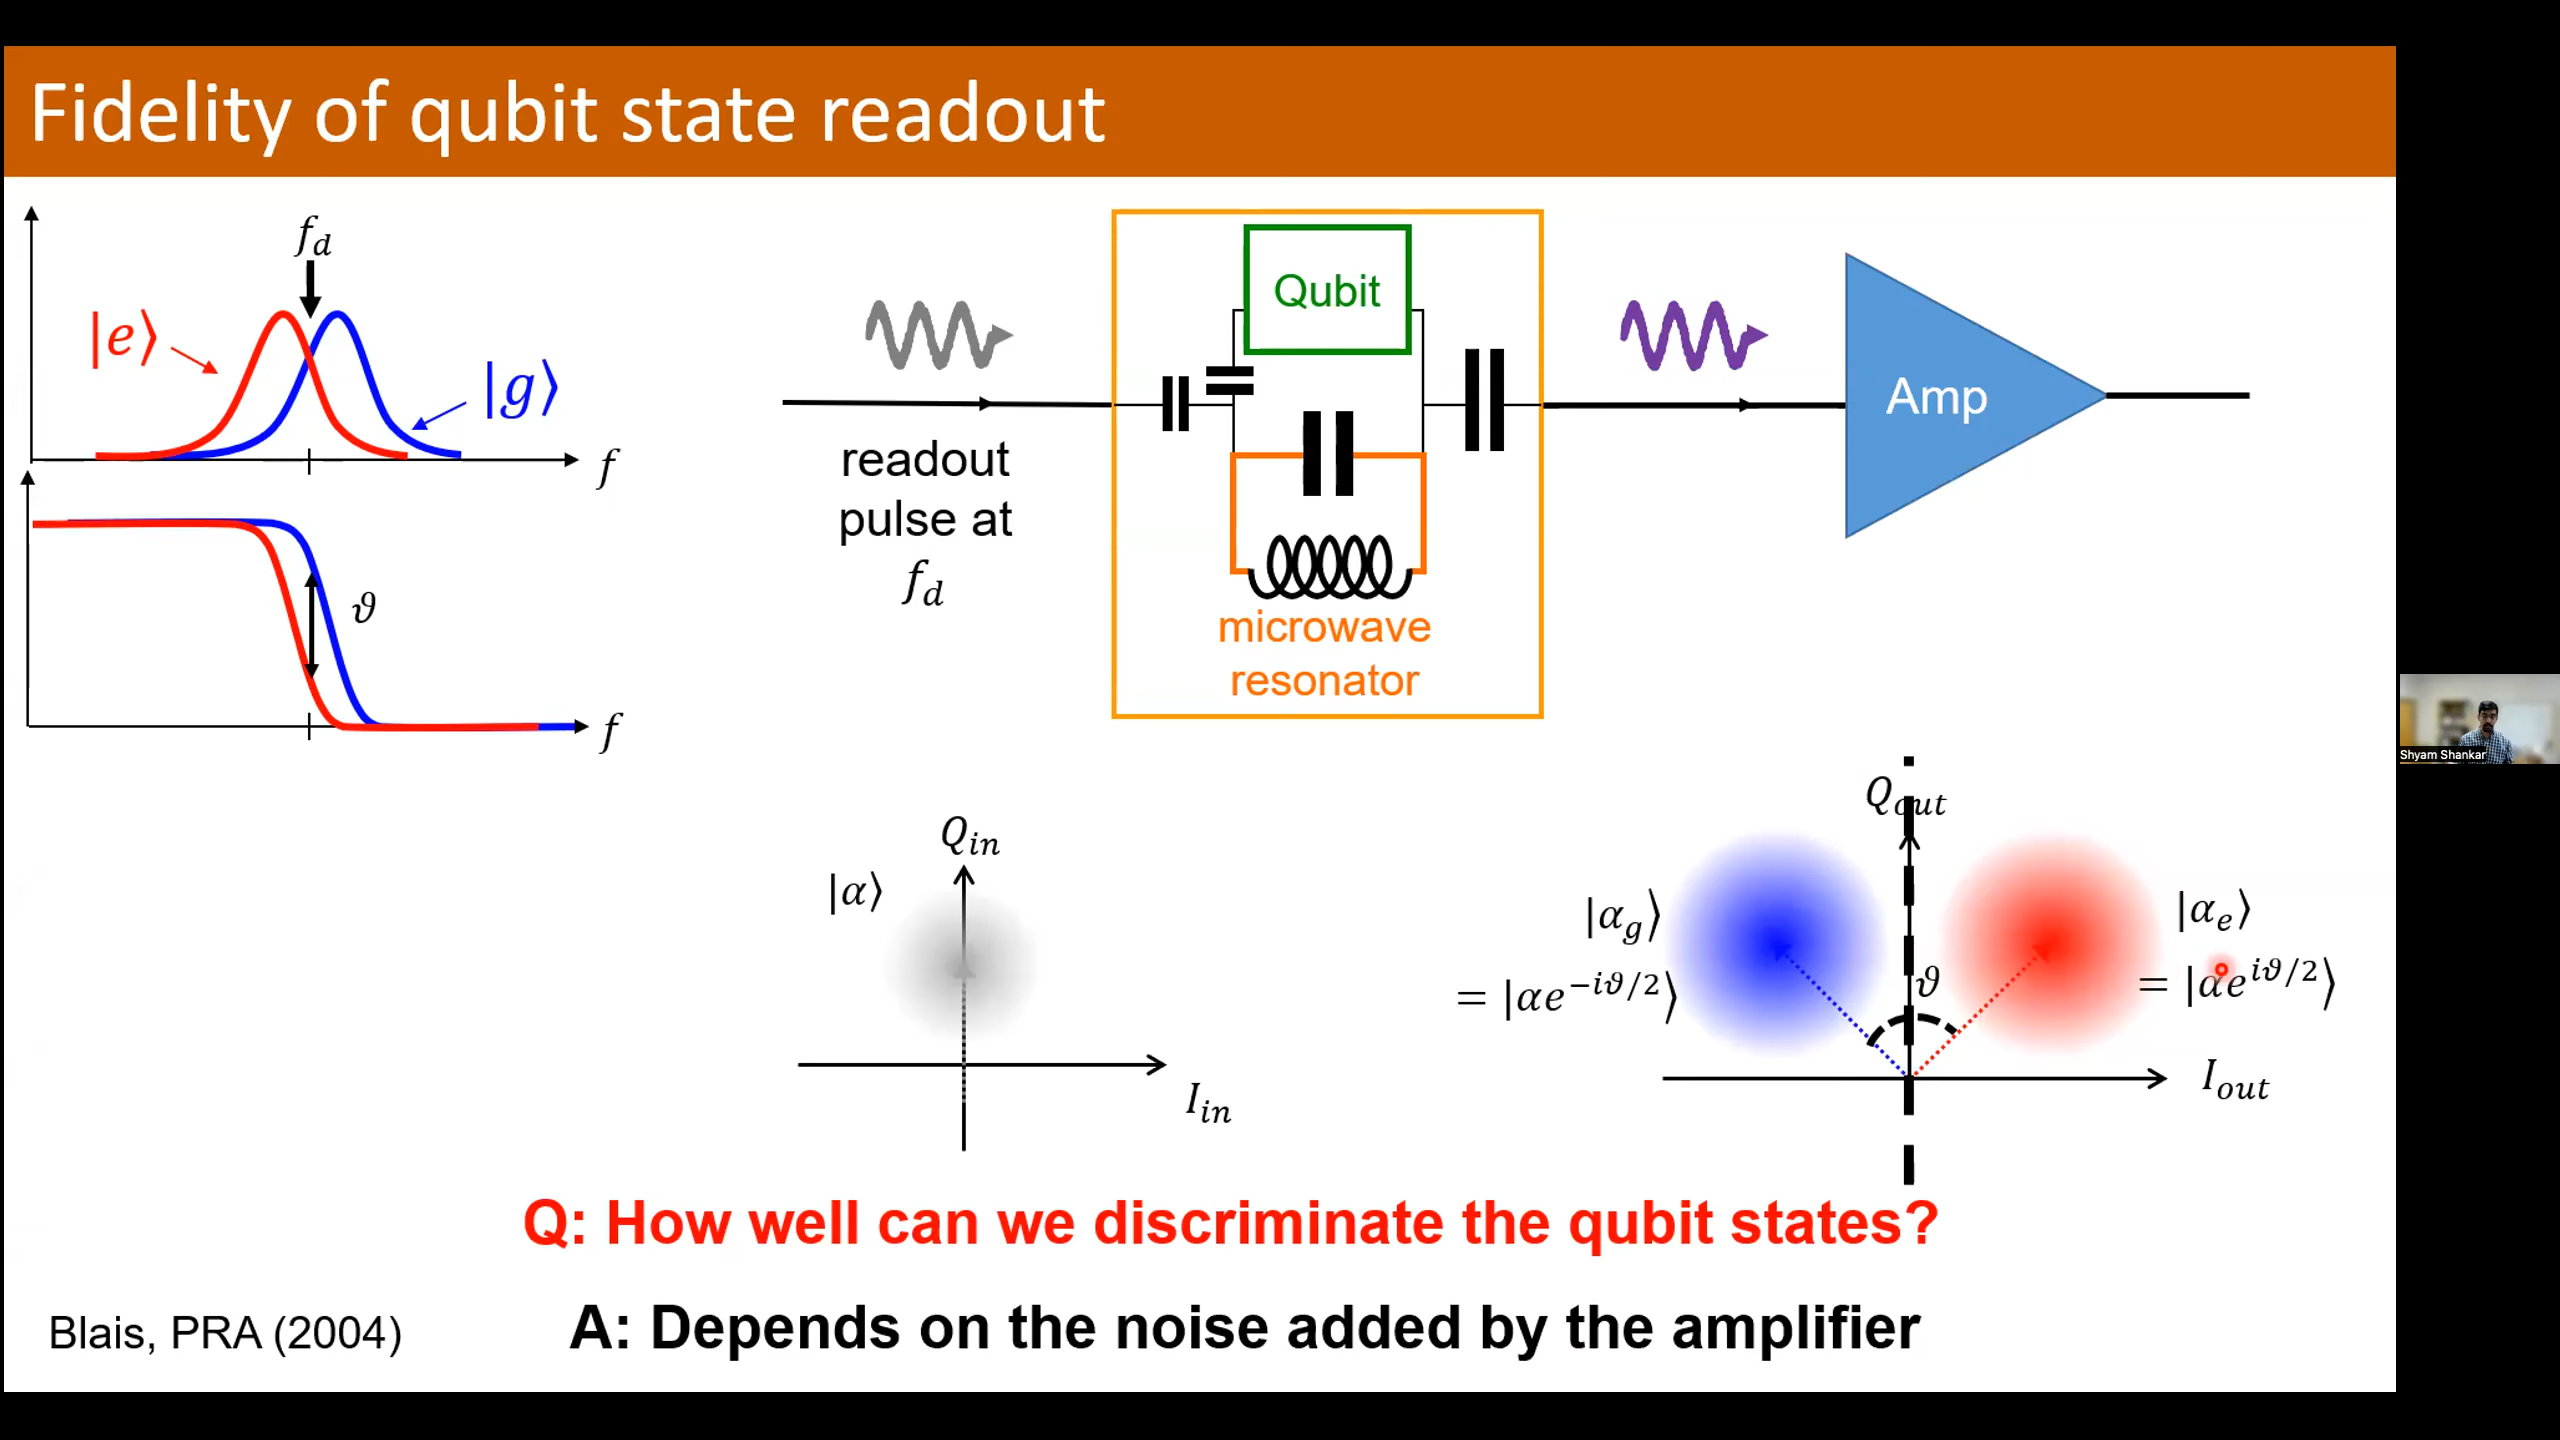 Fidelity of qubit state readout
f_d
|e⟩
|g⟩
f
ϑ
f
readout
pulse at
f_d
Qubit
microwave
resonator
Amp
Q_in
|α⟩
I_in
Q_out
|α_g⟩
= |αe^{-iϑ/2}⟩
ϑ
|α_e⟩
= |αe^{iϑ/2}⟩
I_out
Shyam Shankar
Q: How well can we discriminate the qubit states?
A: Depends on the noise added by the amplifier
Blais, PRA (2004)